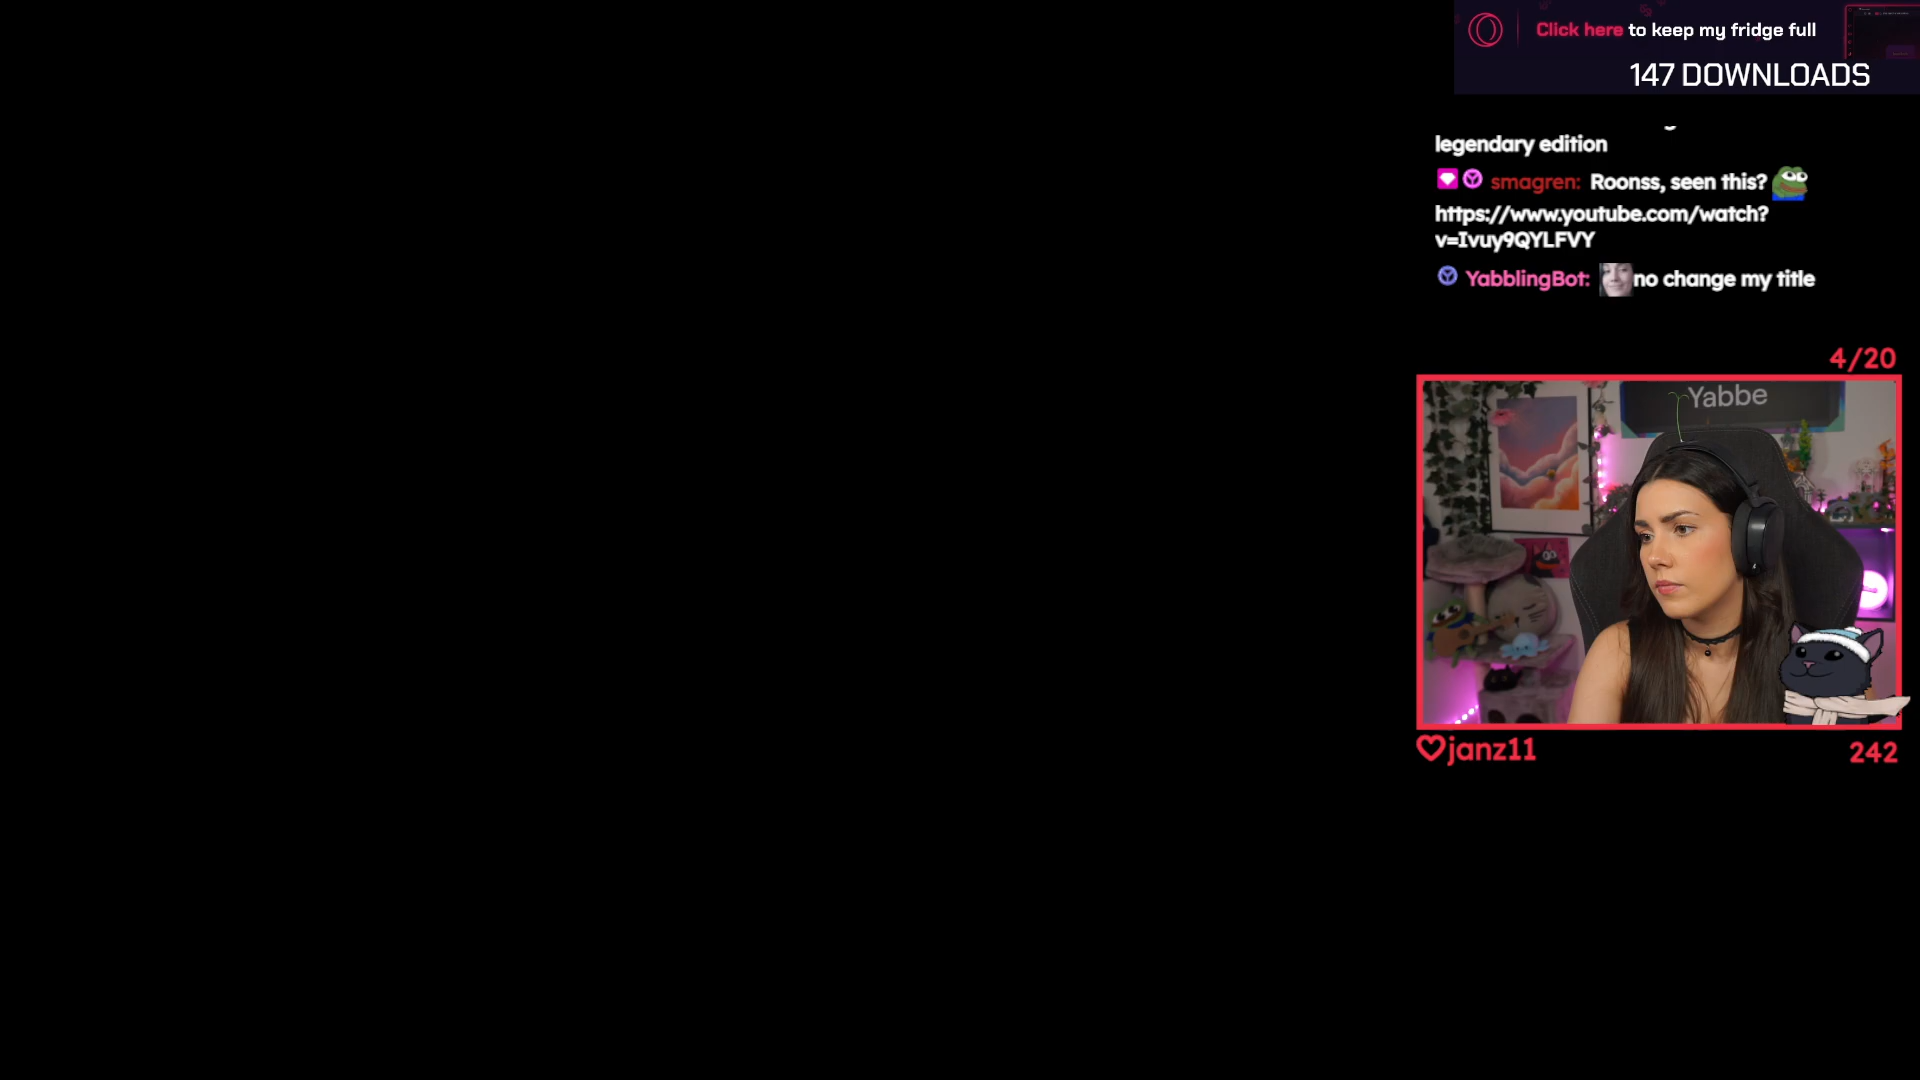 Click here to keep my fridge full
147 DOWNLOADS
legendary edition
smagren: Roonss, seen this?
https://www.youtube.com/watch?
v=Ivuy9QYLFVY
YabblingBot: no change my title
4/20
Yabbe
janz11
242